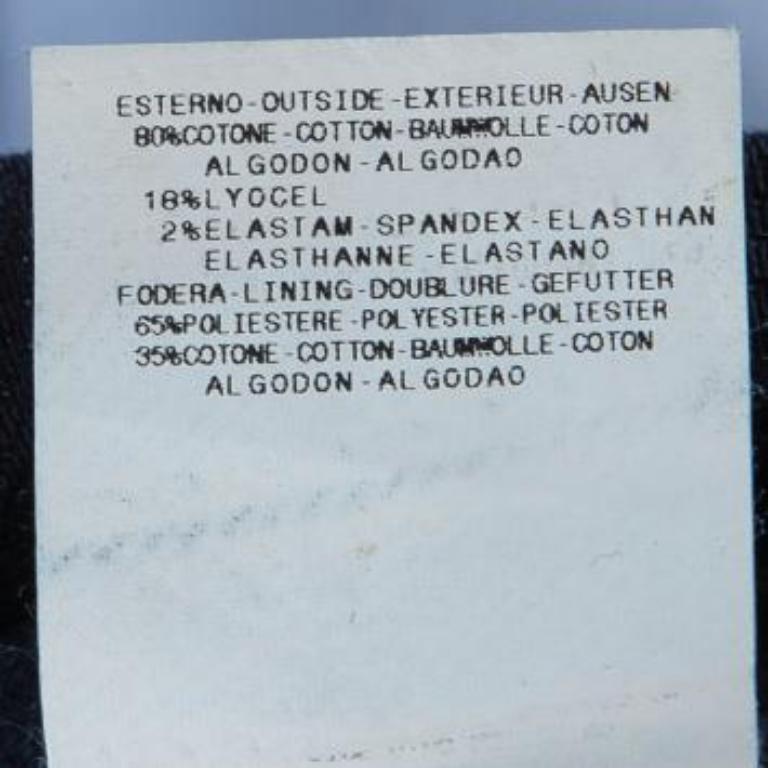 ESTERNO-OUTSIDE-EXTERIEUR-AUSEN
80%COTONE-COTTON-BAUMWOLLE-COTON
ALGODON-ALGODAO
18%LYOCEL
2%ELASTAM-SPANDEX-ELASTHAN
ELASTHANNE-ELASTANO
FODERA-LINING-DOUBLURE-GEFUTTER
65%POLIESTERE-POLYESTER-POLIESTER
35%COTONE-COTTON-BAUMWOLLE-COTON
ALGODON-ALGODAO